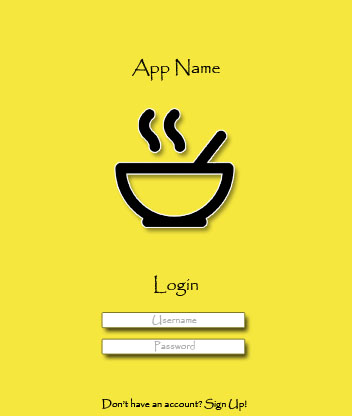 App Name
Login
Username
Password
Don't have an account? Sign Up!